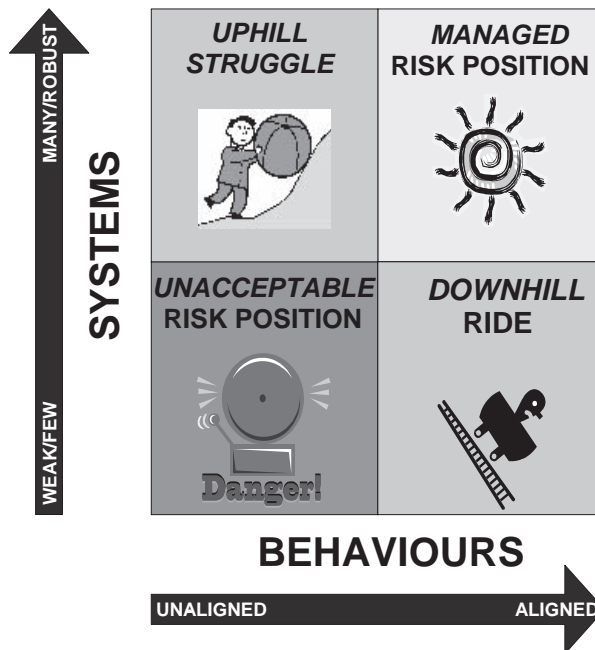 MANY/ROBUST
SYSTEMS
WEAK/FEW
UPHILL
STRUGGLE
MANAGED
RISK POSITION
UNACCEPTABLE
RISK POSITION
Danger!
DOWNHILL
RIDE
BEHAVIOURS
UNALIGNED
ALIGNED